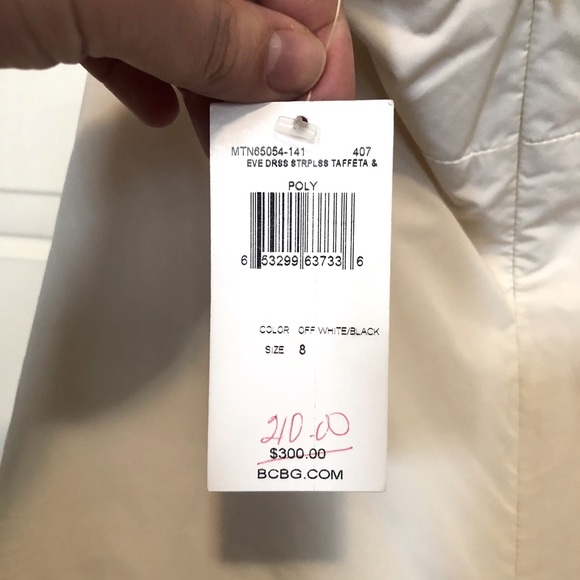 MTN65054-141 407
EVE DRSS STRPLSS TAFFETA &
POLY
6 53299 63733 6
COLOR OFF WHITE/BLACK
SIZE 8
210.00
$300.00
BCBG.COM